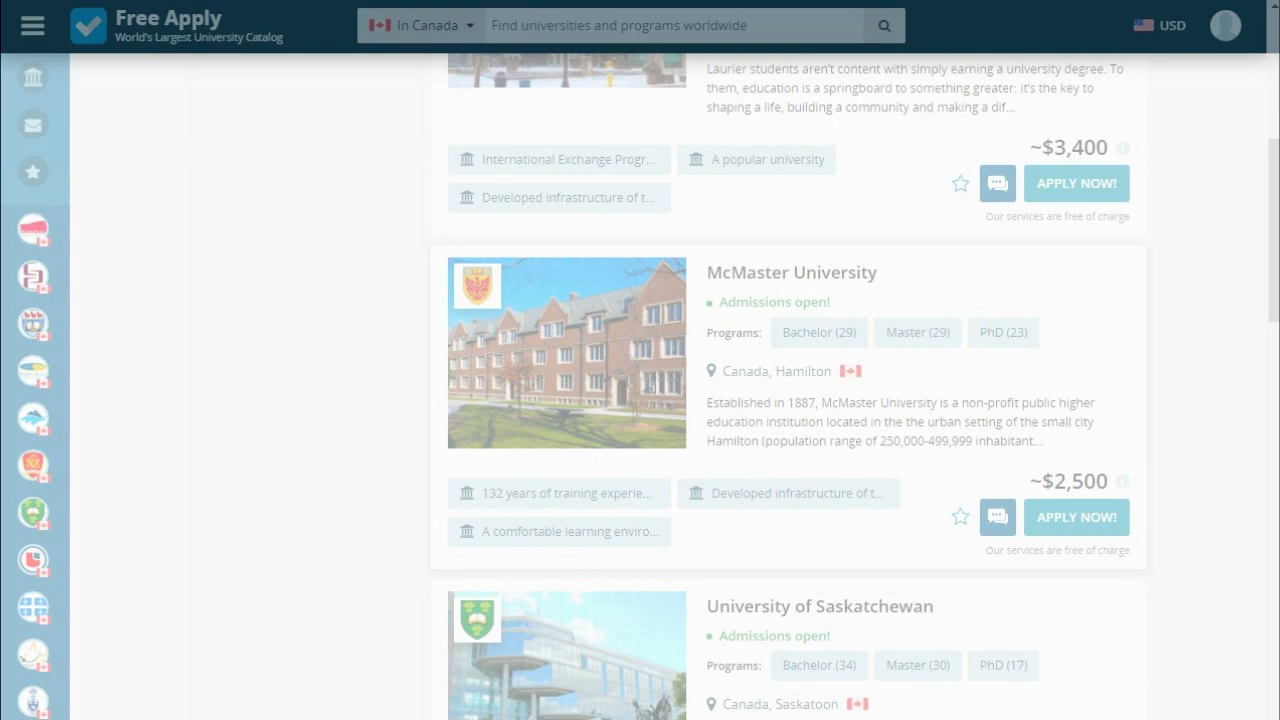 Free Apply
World's Largest University Catalog
In Canada
Find universities and programs worldwide
USD
Laurier students aren't content with simply earning a university degree. To
them, education is a springboard to something greater: it's the key to
shaping a life, building a community and making a dif...
~$3,400
International Exchange Progr...
A popular university
Developed infrastructure of t...
APPLY NOW!
Our services are free of charge
McMaster University
Admissions open!
Programs: Bachelor (29) Master (29) PhD (23)
Canada, Hamilton
Established in 1887, McMaster University is a non-profit public higher
education institution located in the the urban setting of the small city
Hamilton (population range of 250,000-499,999 inhabitant...
~$2,500
132 years of training experie...
Developed infrastructure of t...
A comfortable learning enviro...
APPLY NOW!
Our services are free of charge
University of Saskatchewan
Admissions open!
Programs: Bachelor (34) Master (30) PhD (17)
Canada, Saskatoon